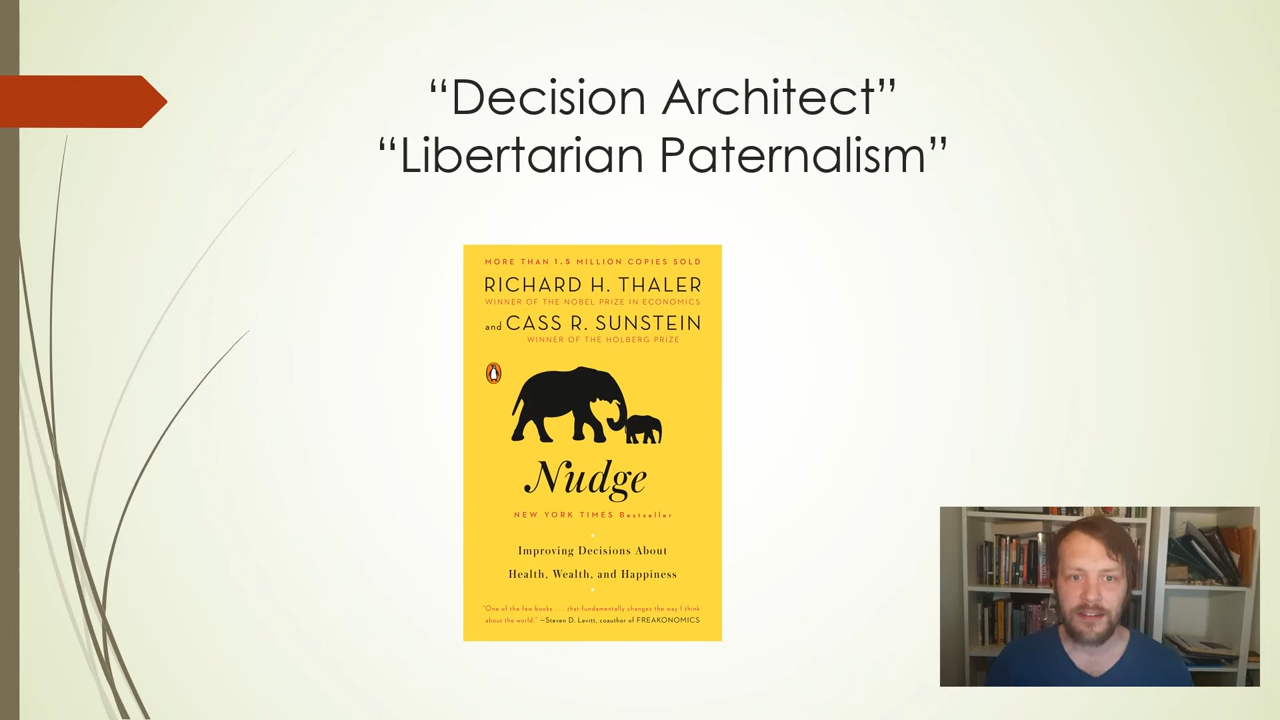 “Decision Architect”
“Libertarian Paternalism”
MORE THAN 1.5 MILLION COPIES SOLD
RICHARD H. THALER
WINNER OF THE NOBEL PRIZE IN ECONOMICS
and CASS R. SUNSTEIN
WINNER OF THE HOLBERG PRIZE
Nudge
NEW YORK TIMES Bestseller
Improving Decisions About
Health, Wealth, and Happiness
"One of the few books . . . that fundamentally changes the way I think
about the world." —Steven D. Levitt, coauthor of FREAKONOMICS